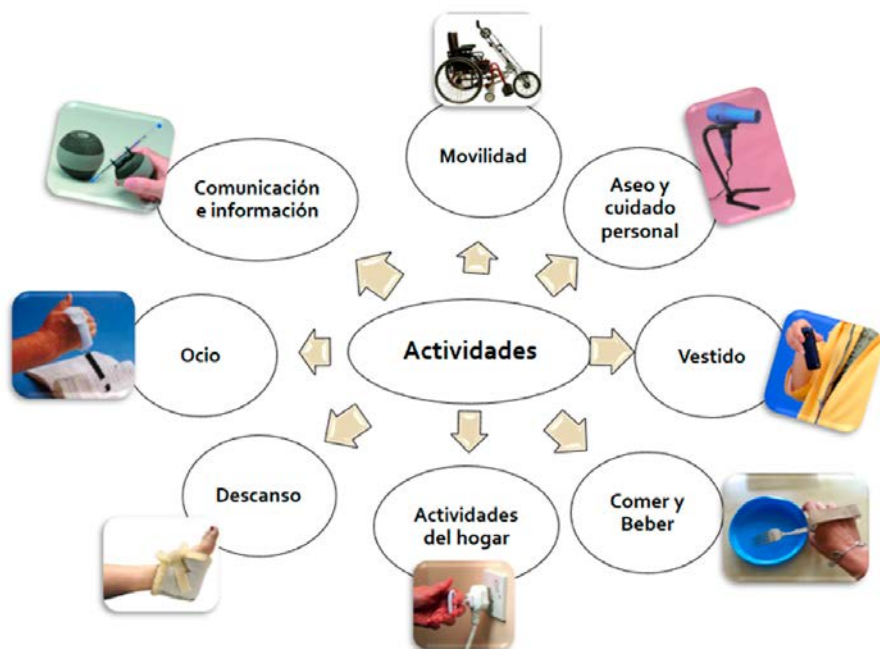 Movilidad
Comunicación
e información
Aseo y
cuidado
personal
Ocio
Actividades
Vestido
Descanso
Actividades
del hogar
Comer y
Beber